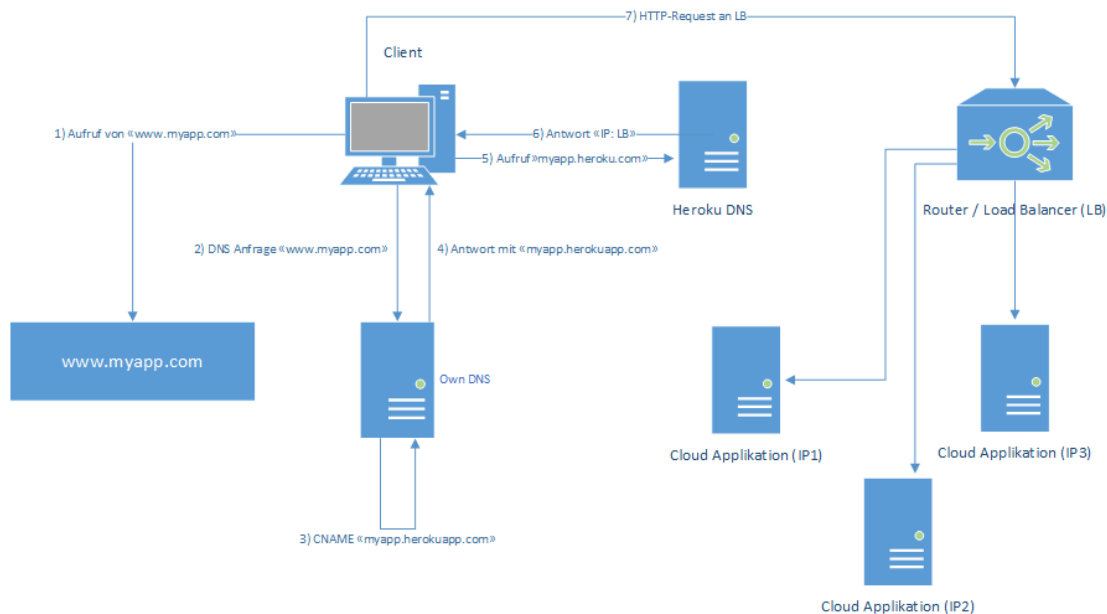 7) HTTP-Request an LB
Client
1) Aufruf von «www.myapp.com»
6) Antwort «IP: LB»
5) Aufruf»myapp.heroku.com»
Heroku DNS
Router / Load Balancer (LB)
2) DNS Anfrage «www.myapp.com»
4) Antwort mit «myapp.herokuapp.com»
www.myapp.com
Own DNS
Cloud Applikation (IP1)
Cloud Applikation (IP3)
3) CNAME «myapp.herokuapp.com»
Cloud Applikation (IP2)